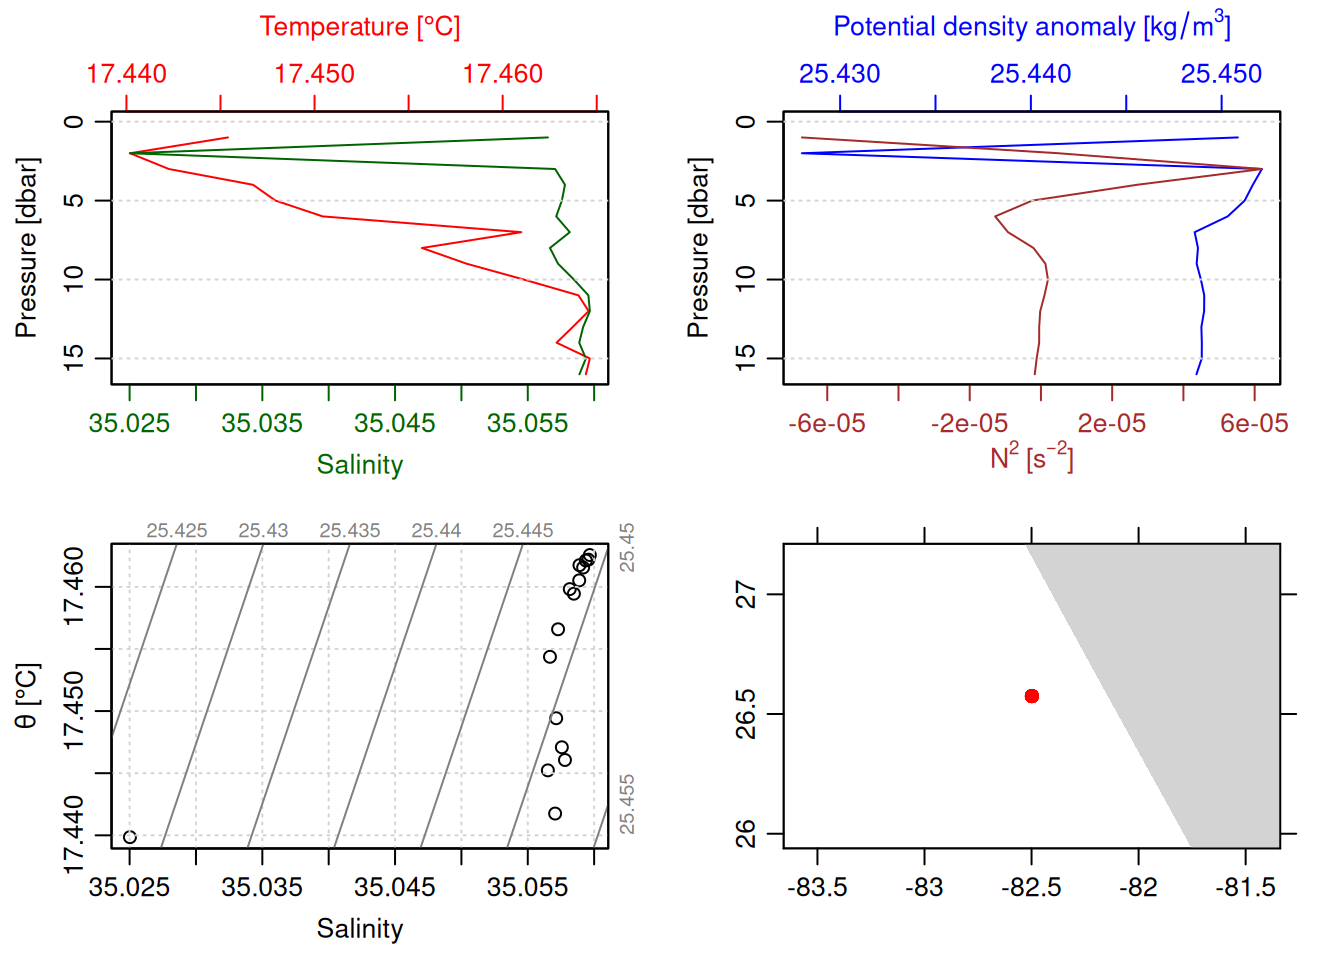 Temperature [°C]
17.440 17.450 17.460
0
5
10
15
Pressure [dbar]
35.025 35.035 35.045 35.055
Salinity
Potential density anomaly [kg/m³]
25.430 25.440 25.450
0
5
10
15
Pressure [dbar]
-6e-05 -2e-05 2e-05 6e-05
N² [s⁻²]
25.425 25.43 25.435 25.44 25.445
25.45
25.455
17.460
17.450
17.440
θ [°C]
35.025 35.035 35.045 35.055
Salinity
27
26.5
26
-83.5 -83 -82.5 -82 -81.5